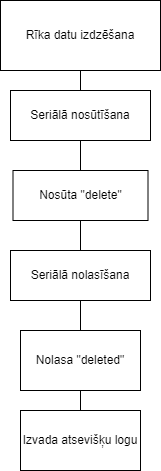 Rīka datu izdzēšana
Seriālā nosūtīšana
Nosūta "delete"
Seriālā nolasīšana
Nolasa "deleted"
Izvada atsevišķu logu